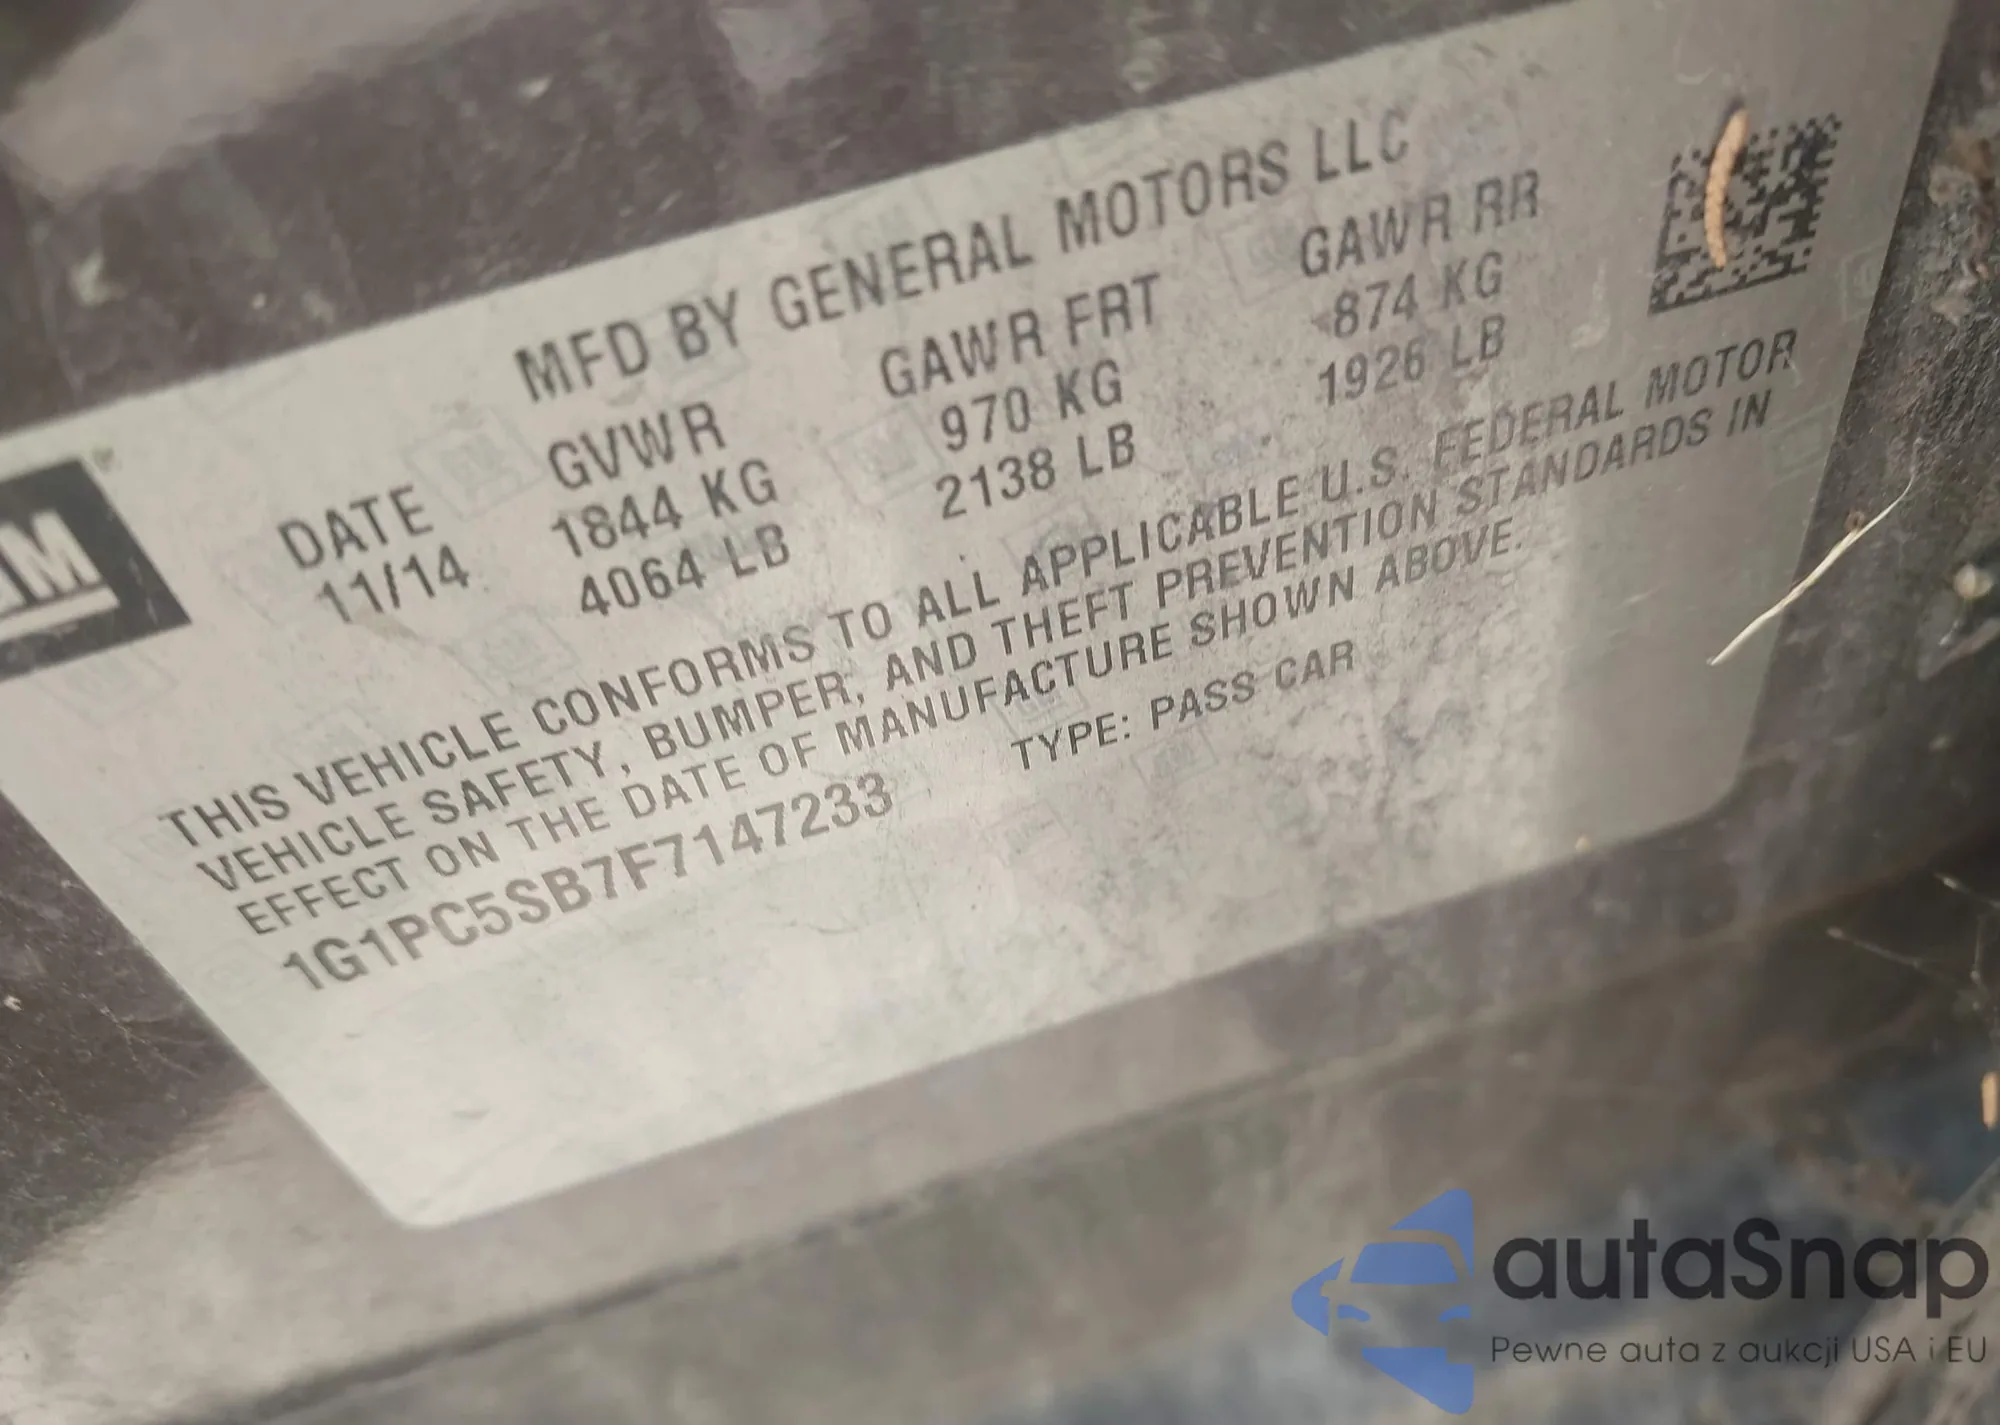 MFD BY GENERAL MOTORS LLC
DATE GVWR GAWR FRT GAWR RR
11/14 1844 KG 970 KG 874 KG
4064 LB 2138 LB 1926 LB
GM
THIS VEHICLE CONFORMS TO ALL APPLICABLE U.S. FEDERAL MOTOR
VEHICLE SAFETY, BUMPER, AND THEFT PREVENTION STANDARDS IN
EFFECT ON THE DATE OF MANUFACTURE SHOWN ABOVE.
1G1PC5SB7F7147233 TYPE: PASS CAR
autaSnap
Pewne auta z aukcji USA i EU